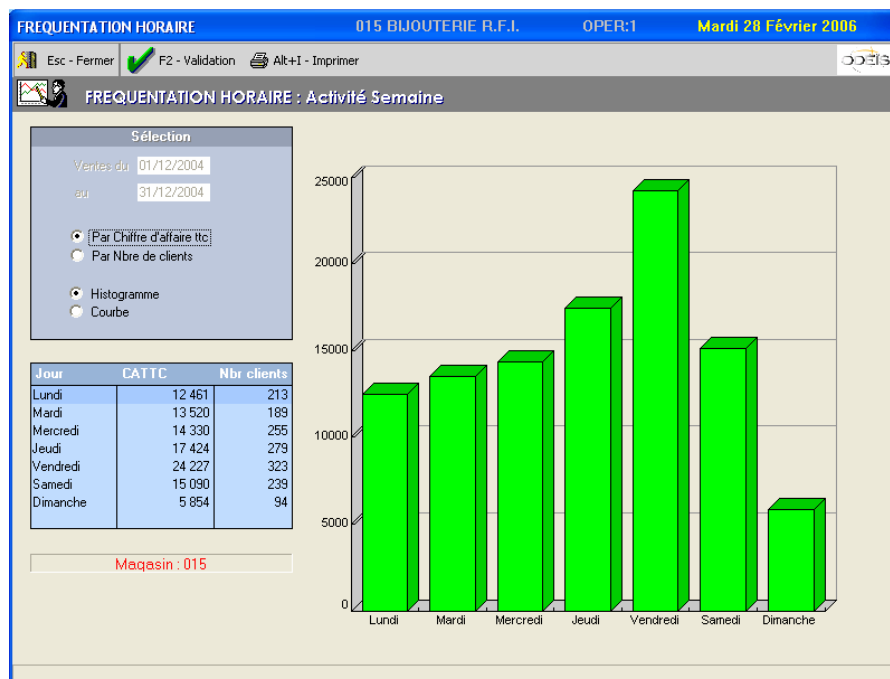 FREQUENTATION HORAIRE 015 BIJOUTERIE R.F.I. OPER:1 Mardi 28 Février 2006
Esc - Fermer F2 - Validation Alt+I - Imprimer ODEIS
FREQUENTATION HORAIRE : Activité Semaine
Sélection
Ventes du 01/12/2004
au 31/12/2004
Par Chiffre d'affaire ttc
Par Nbre de clients
Histogramme
Courbe
Jour CATTC Nbr clients
Lundi 12 461 213
Mardi 13 520 189
Mercredi 14 330 255
Jeudi 17 424 279
Vendredi 24 227 323
Samedi 15 090 239
Dimanche 5 854 94
Magasin : 015
25000
20000
15000
10000
5000
0
Lundi Mardi Mercredi Jeudi Vendredi Samedi Dimanche